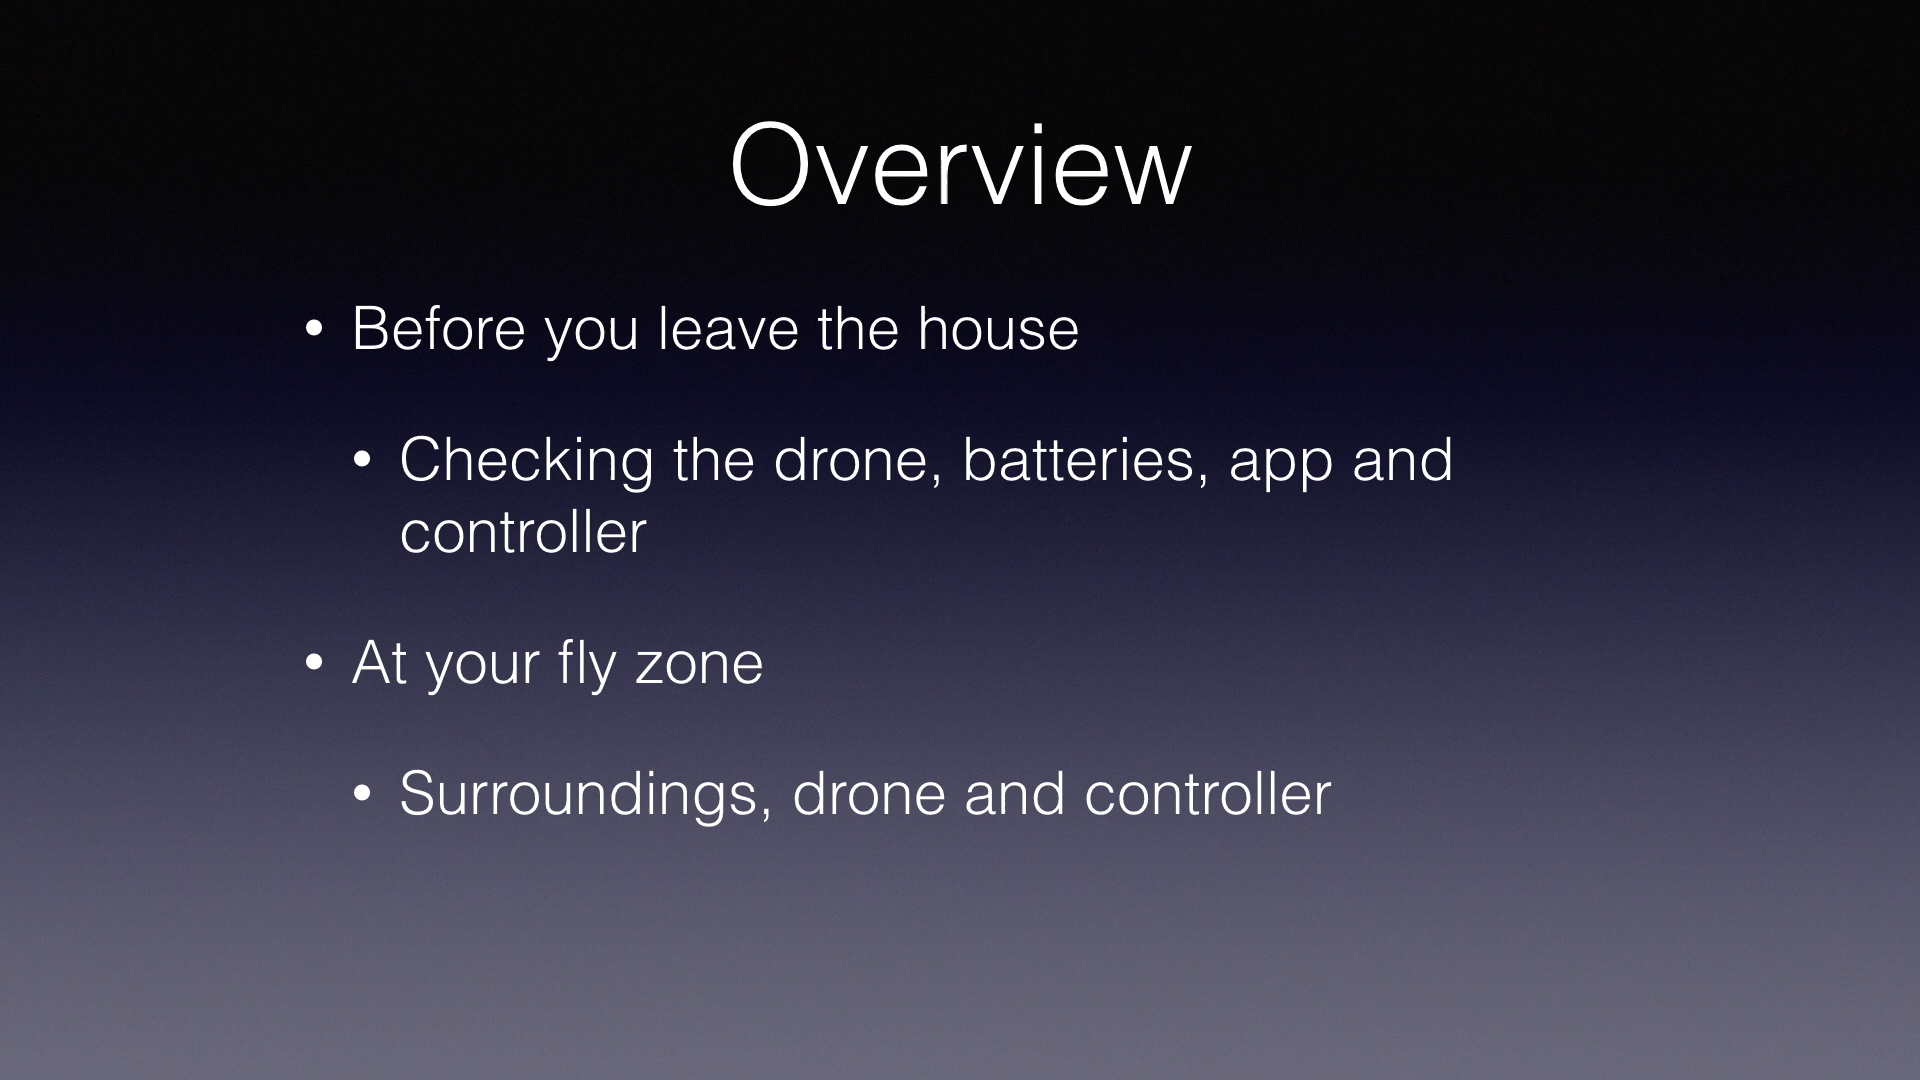 Overview
• Before you leave the house
• Checking the drone, batteries, app and
controller
• At your fly zone
• Surroundings, drone and controller